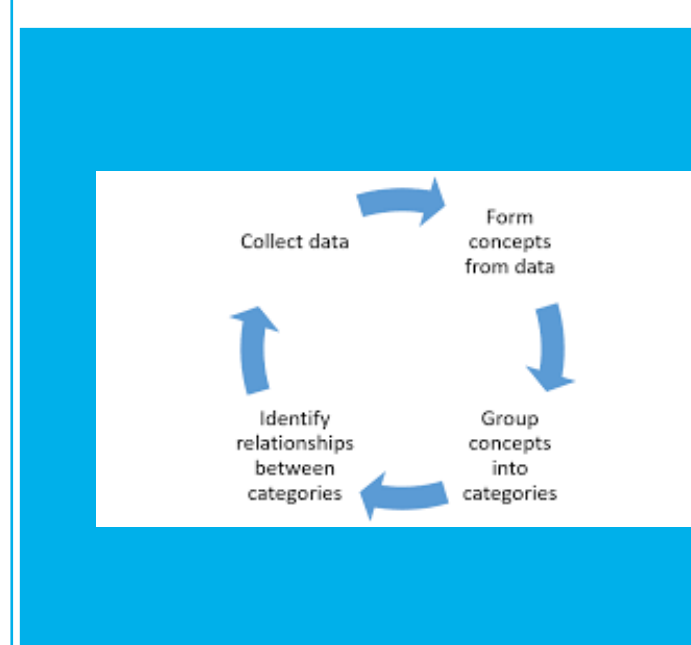 Collect data
Form
concepts
from data
Group
concepts
into
categories
Identify
relationships
between
categories